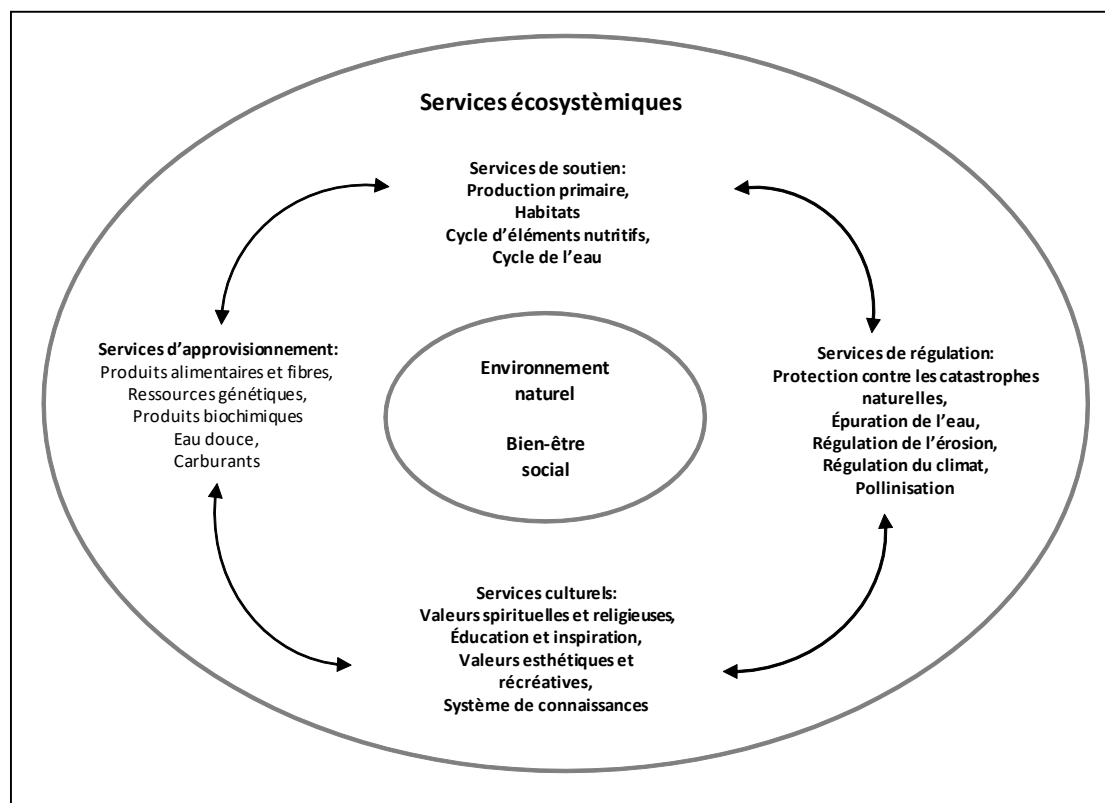 Services écosystèmiques
Services de soutien:
Production primaire,
Habitats
Cycle d'éléments nutritifs,
Cycle de l'eau
Services d'approvisionnement:
Produits alimentaires et fibres,
Ressources génétiques,
Produits biochimiques
Eau douce,
Carburants
Environnement
naturel
Bien-être
social
Services de régulation:
Protection contre les catastrophes
naturelles,
Épuration de l'eau,
Régulation de l'érosion,
Régulation du climat,
Pollinisation
Services culturels:
Valeurs spirituelles et religieuses,
Éducation et inspiration,
Valeurs esthétiques et
récréatives,
Système de connaissances